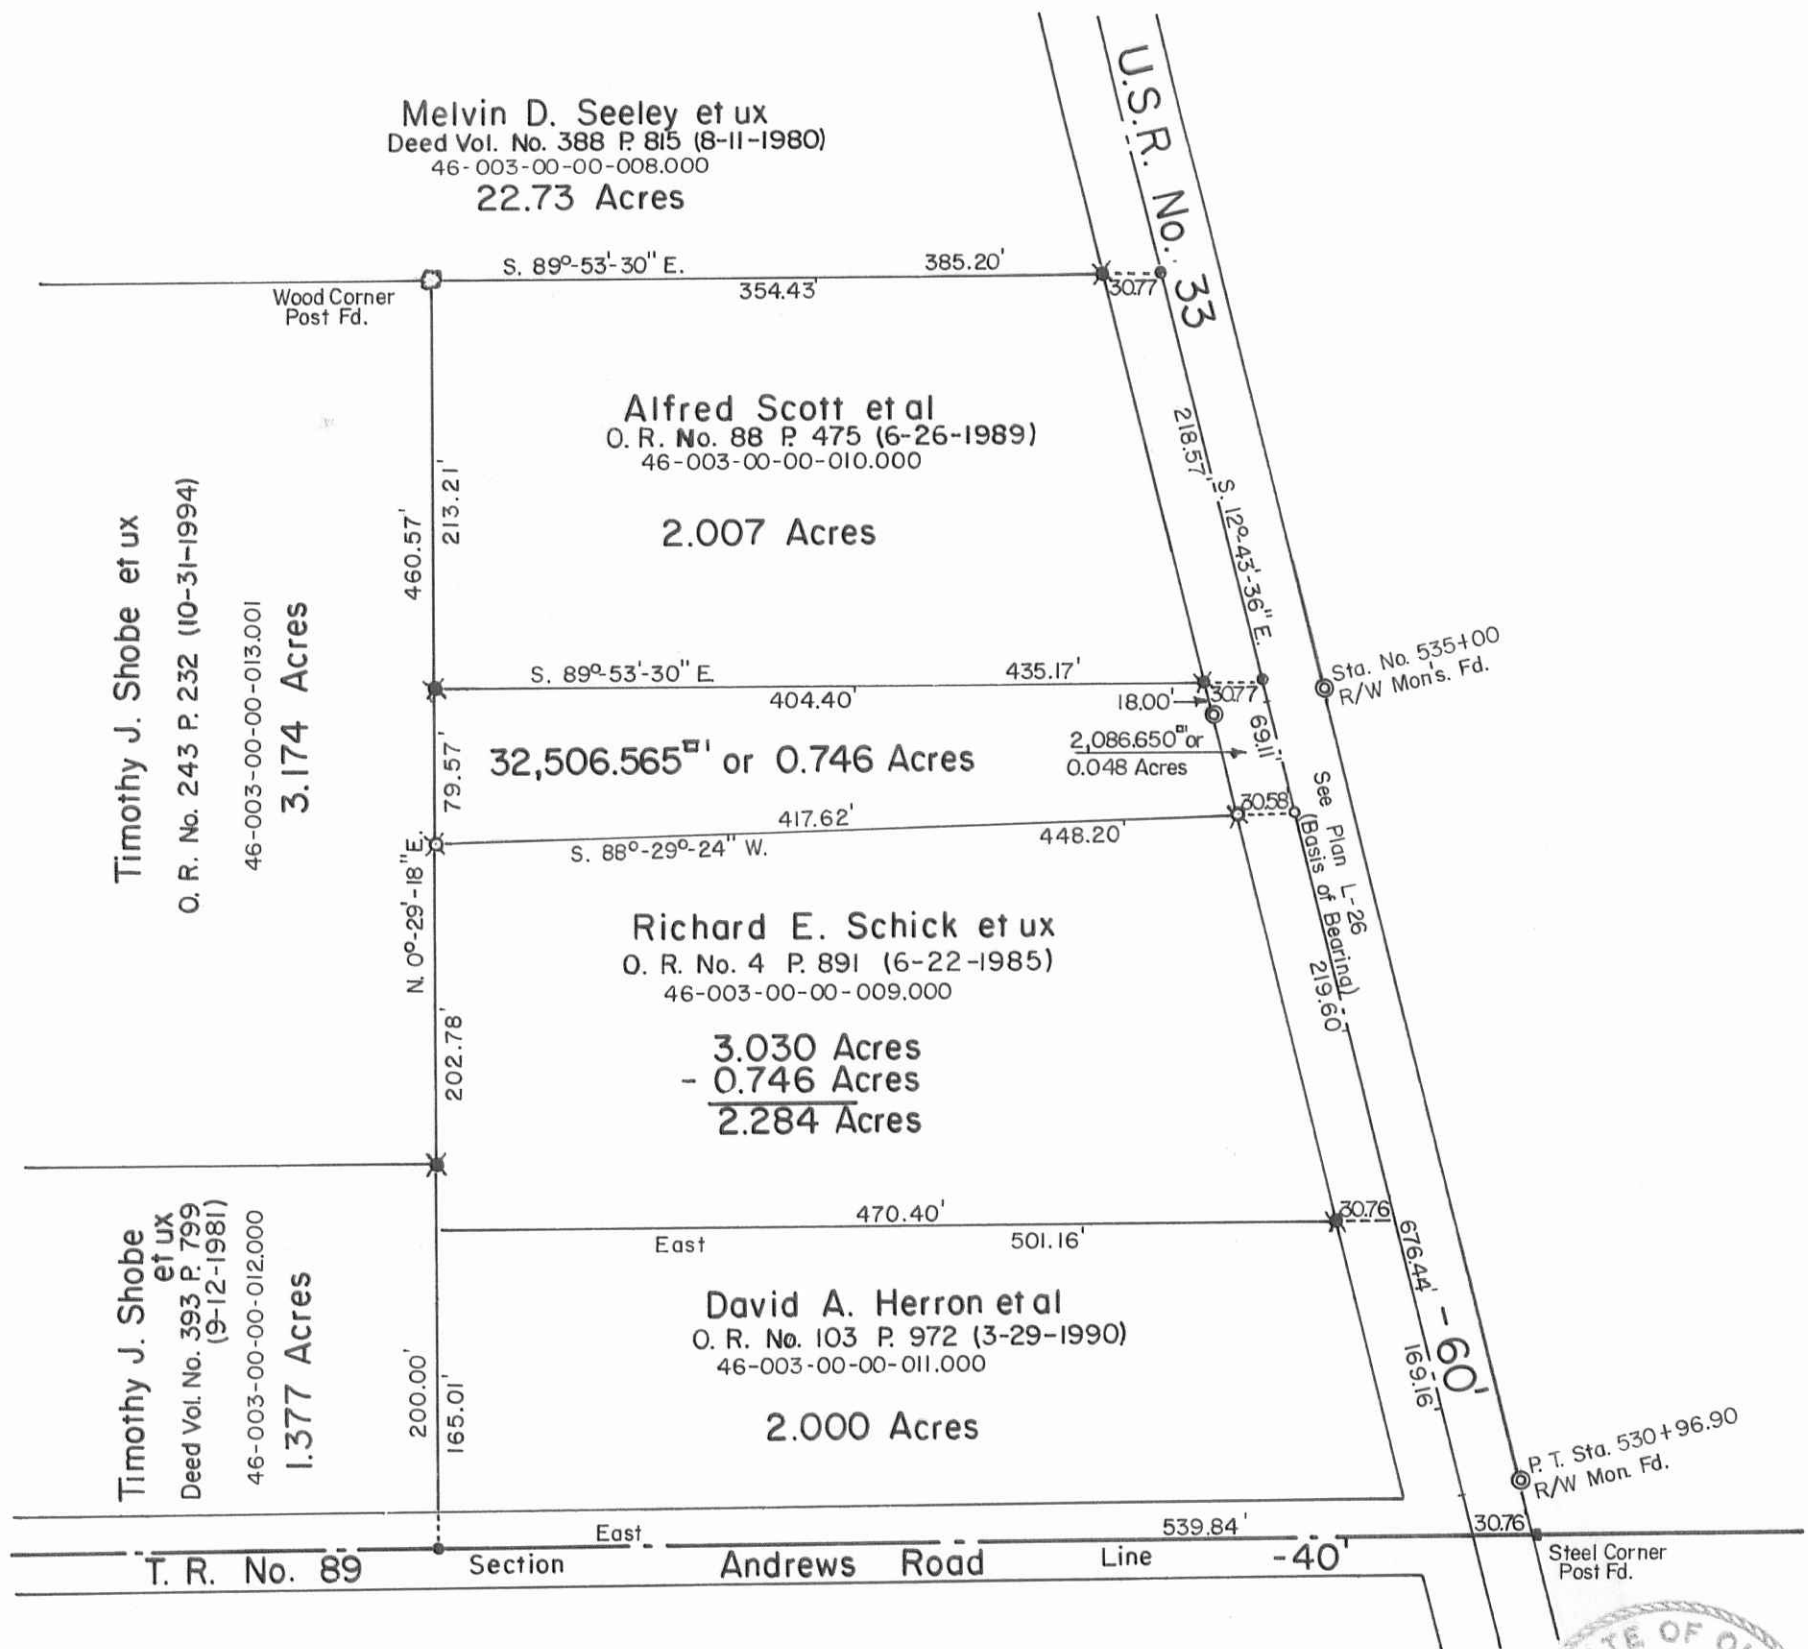 U.S.R. No. 33
Melvin D. Seeley et ux
Deed Vol. No. 388 P. 815 (8-11-1980)
46-003-00-00-008.000
22.73 Acres
S. 89º-53'-30" E.
385.20'
354.43'
30.77
Wood Corner
Post Fd.
Alfred Scott et al
O. R. No. 88 P. 475 (6-26-1989)
46-003-00-00-010.000
2.007 Acres
218.57'
S. 12º-43'-36" E.
460.57'
213.21'
Timothy J. Shobe et ux
O. R. No. 243 P. 232 (10-31-1994)
46-003-00-00-013.001
3.174 Acres
Sta. No. 535+00
R/W Mon's. Fd.
S. 89º-53'-30" E.
435.17'
404.40'
30.77
18.00'
69.11'
79.57'
32,506.565 or 0.746 Acres
2,086.650 or
0.048 Acres
417.62'
30.58'
448.20'
S. 88º-29º-24" W.
See Plan L-26
(Basis of Bearing)
219.60'
N. 0º-29'-18" E.
202.78'
Richard E. Schick et ux
O. R. No. 4 P. 891 (6-22-1985)
46-003-00-00-009.000
3.030 Acres
- 0.746 Acres
2.284 Acres
470.40'
East
501.16'
30.76
676.44'
-60'
169.16'
Timothy J. Shobe
et ux
Deed Vol. No. 393 P. 799
(9-12-1981)
46-003-00-00-012.000
1.377 Acres
200.00'
165.01'
David A. Herron et al
O. R. No. 103 P. 972 (3-29-1990)
46-003-00-00-011.000
2.000 Acres
P. T. Sta. 530+96.90
R/W Mon. Fd.
East
539.84'
30.76
T. R. No. 89
Section
Andrews Road
Line
-40'
Steel Corner
Post Fd.
OF